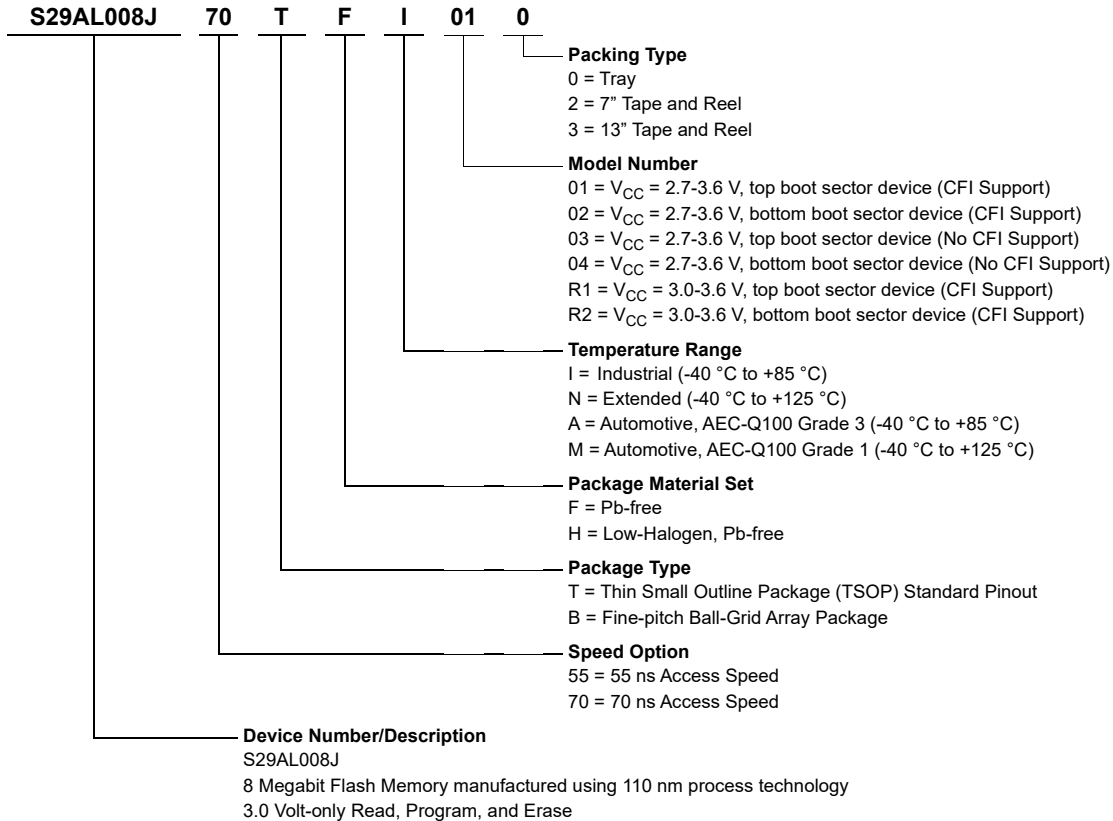 S29AL008J 70 T F I 01 0
Packing Type
0 = Tray
2 = 7” Tape and Reel
3 = 13” Tape and Reel
Model Number
01 = VCC = 2.7-3.6 V, top boot sector device (CFI Support)
02 = VCC = 2.7-3.6 V, bottom boot sector device (CFI Support)
03 = VCC = 2.7-3.6 V, top boot sector device (No CFI Support)
04 = VCC = 2.7-3.6 V, bottom boot sector device (No CFI Support)
R1 = VCC = 3.0-3.6 V, top boot sector device (CFI Support)
R2 = VCC = 3.0-3.6 V, bottom boot sector device (CFI Support)
Temperature Range
I = Industrial (-40 °C to +85 °C)
N = Extended (-40 °C to +125 °C)
A = Automotive, AEC-Q100 Grade 3 (-40 °C to +85 °C)
M = Automotive, AEC-Q100 Grade 1 (-40 °C to +125 °C)
Package Material Set
F = Pb-free
H = Low-Halogen, Pb-free
Package Type
T = Thin Small Outline Package (TSOP) Standard Pinout
B = Fine-pitch Ball-Grid Array Package
Speed Option
55 = 55 ns Access Speed
70 = 70 ns Access Speed
Device Number/Description
S29AL008J
8 Megabit Flash Memory manufactured using 110 nm process technology
3.0 Volt-only Read, Program, and Erase